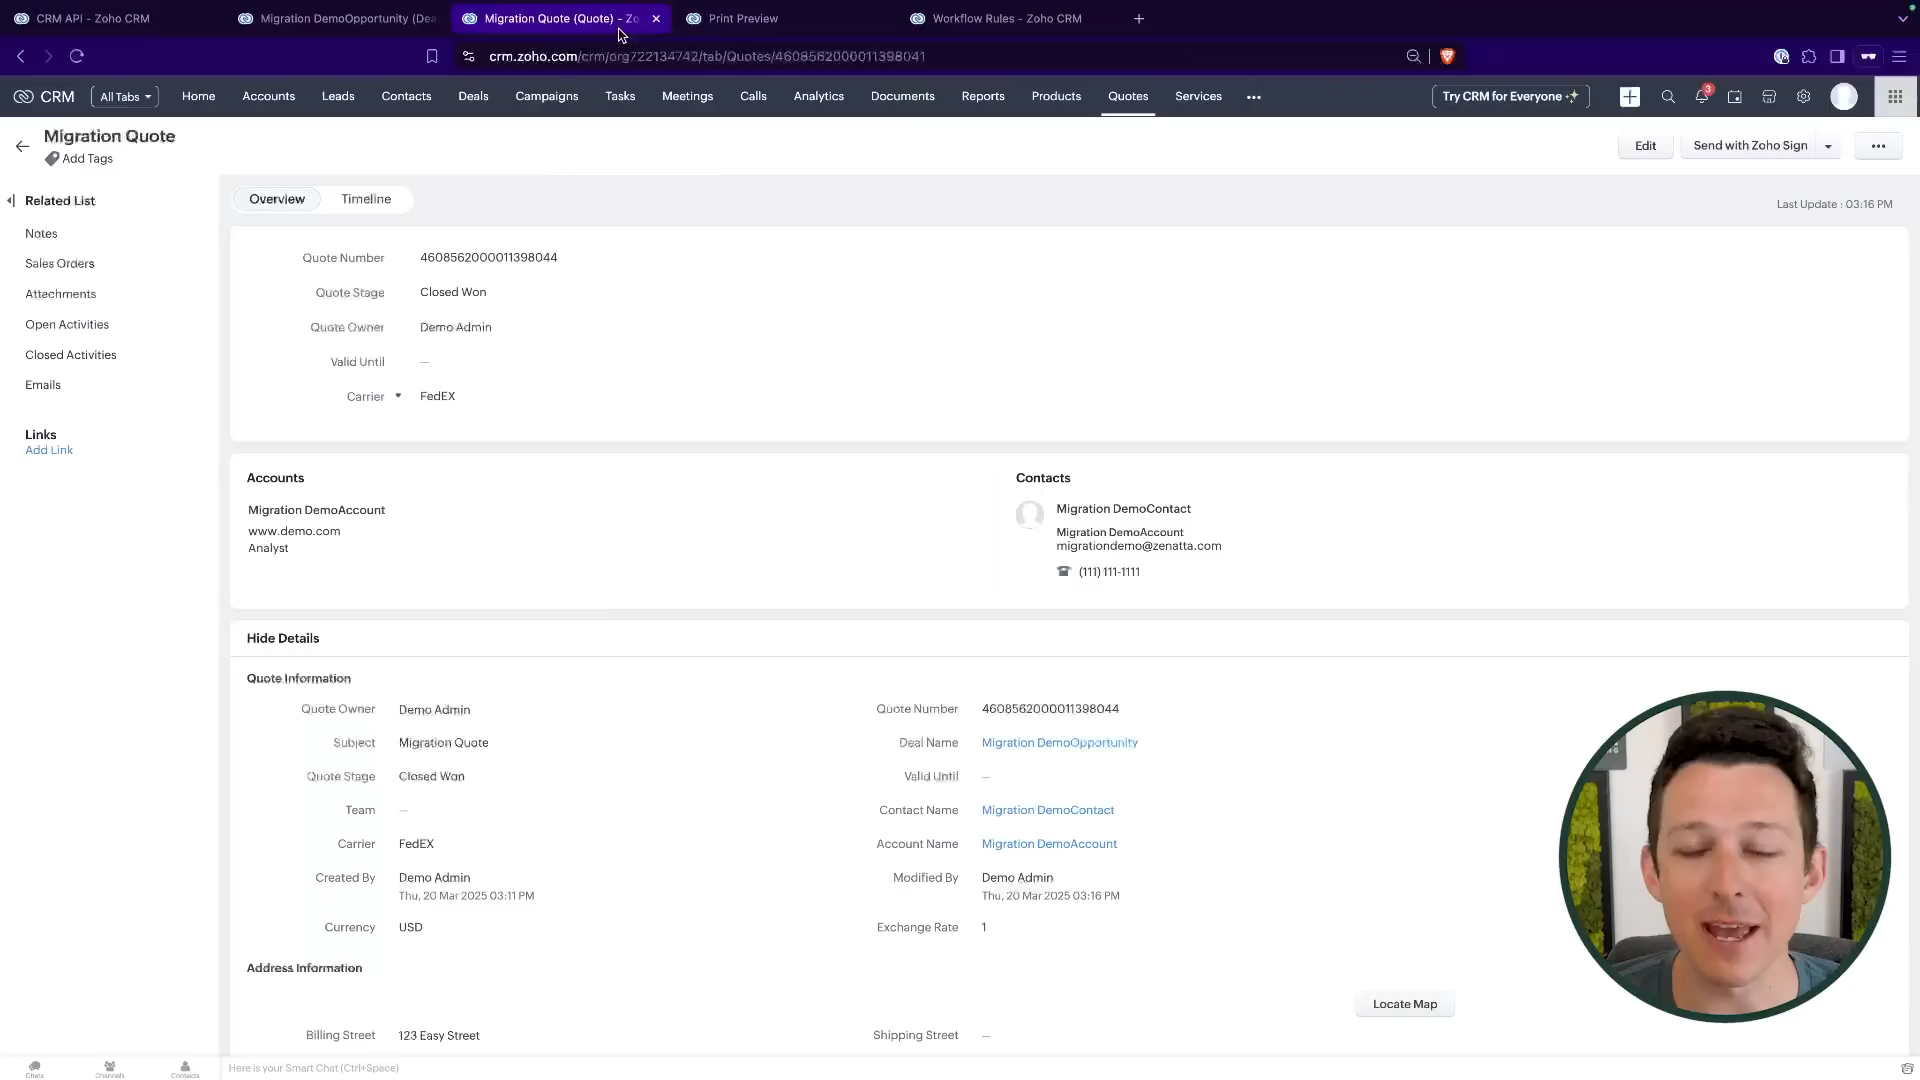 CRM API - Zoho CRM
Migration DemoOpportunity (Dea
Migration Quote (Quote) - Zo
Print Preview
Workflow Rules - Zoho CRM
crm.zoho.com/crm/org722134742/tab/Quotes/4608562000011398041
CRM
All Tabs
Home
Accounts
Leads
Contacts
Deals
Campaigns
Tasks
Meetings
Calls
Analytics
Documents
Reports
Products
Quotes
Services
Try CRM for Everyone
3
Migration Quote
Add Tags
Edit
Send with Zoho Sign
Related List
Notes
Sales Orders
Attachments
Open Activities
Closed Activities
Emails
Links
Add Link
Overview
Timeline
Last Update : 03:16 PM
Quote Number 4608562000011398044
Quote Stage Closed Won
Quote Owner Demo Admin
Valid Until —
Carrier FedEX
Accounts
Migration DemoAccount
www.demo.com
Analyst
Contacts
Migration DemoContact
Migration DemoAccount
migrationdemo@zenatta.com
(111) 111-1111
Hide Details
Quote Information
Quote Owner Demo Admin Quote Number 4608562000011398044
Subject Migration Quote Deal Name Migration DemoOpportunity
Quote Stage Closed Won Valid Until —
Team — Contact Name Migration DemoContact
Carrier FedEX Account Name Migration DemoAccount
Created By Demo Admin Modified By Demo Admin
Thu, 20 Mar 2025 03:11 PM Thu, 20 Mar 2025 03:16 PM
Currency USD Exchange Rate 1
Address Information
Locate Map
Billing Street 123 Easy Street Shipping Street —
Chats
Channels
Contacts
Here is your Smart Chat (Ctrl+Space)